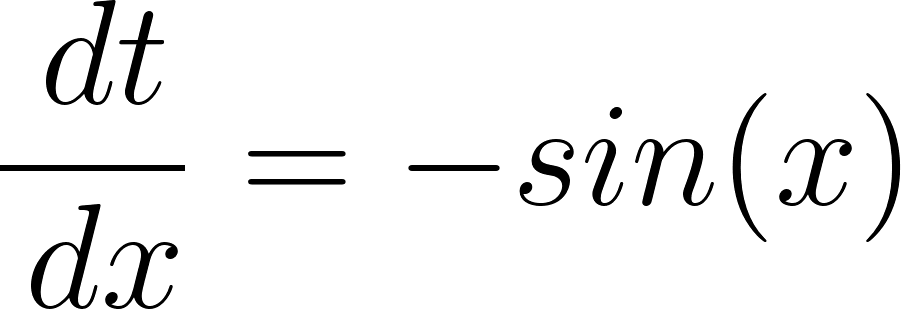 dt/dx = -sin(x)